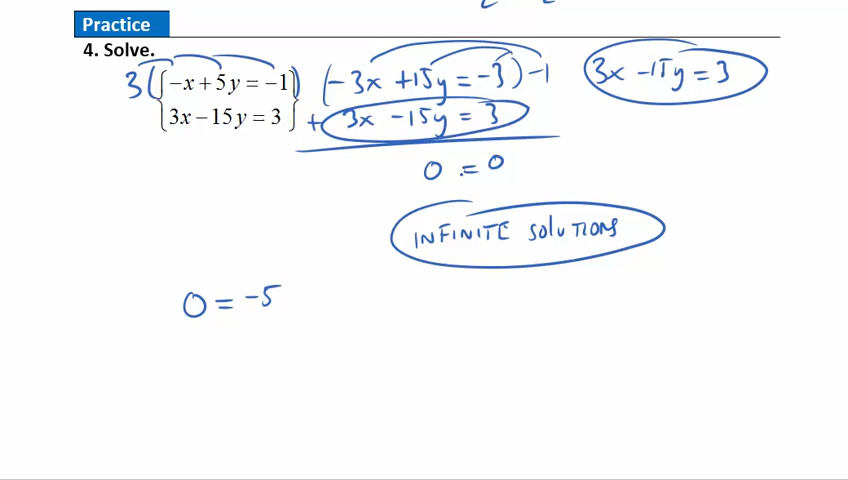 Practice
4. Solve.
3 ( { −x + 5y = −1 } ) (−3x +15y = −3) −1 3x −15y = 3
{ 3x − 15y = 3 } + 3x −15y = 3
0 = 0
INFINITE SOLUTIONS
0 = −5